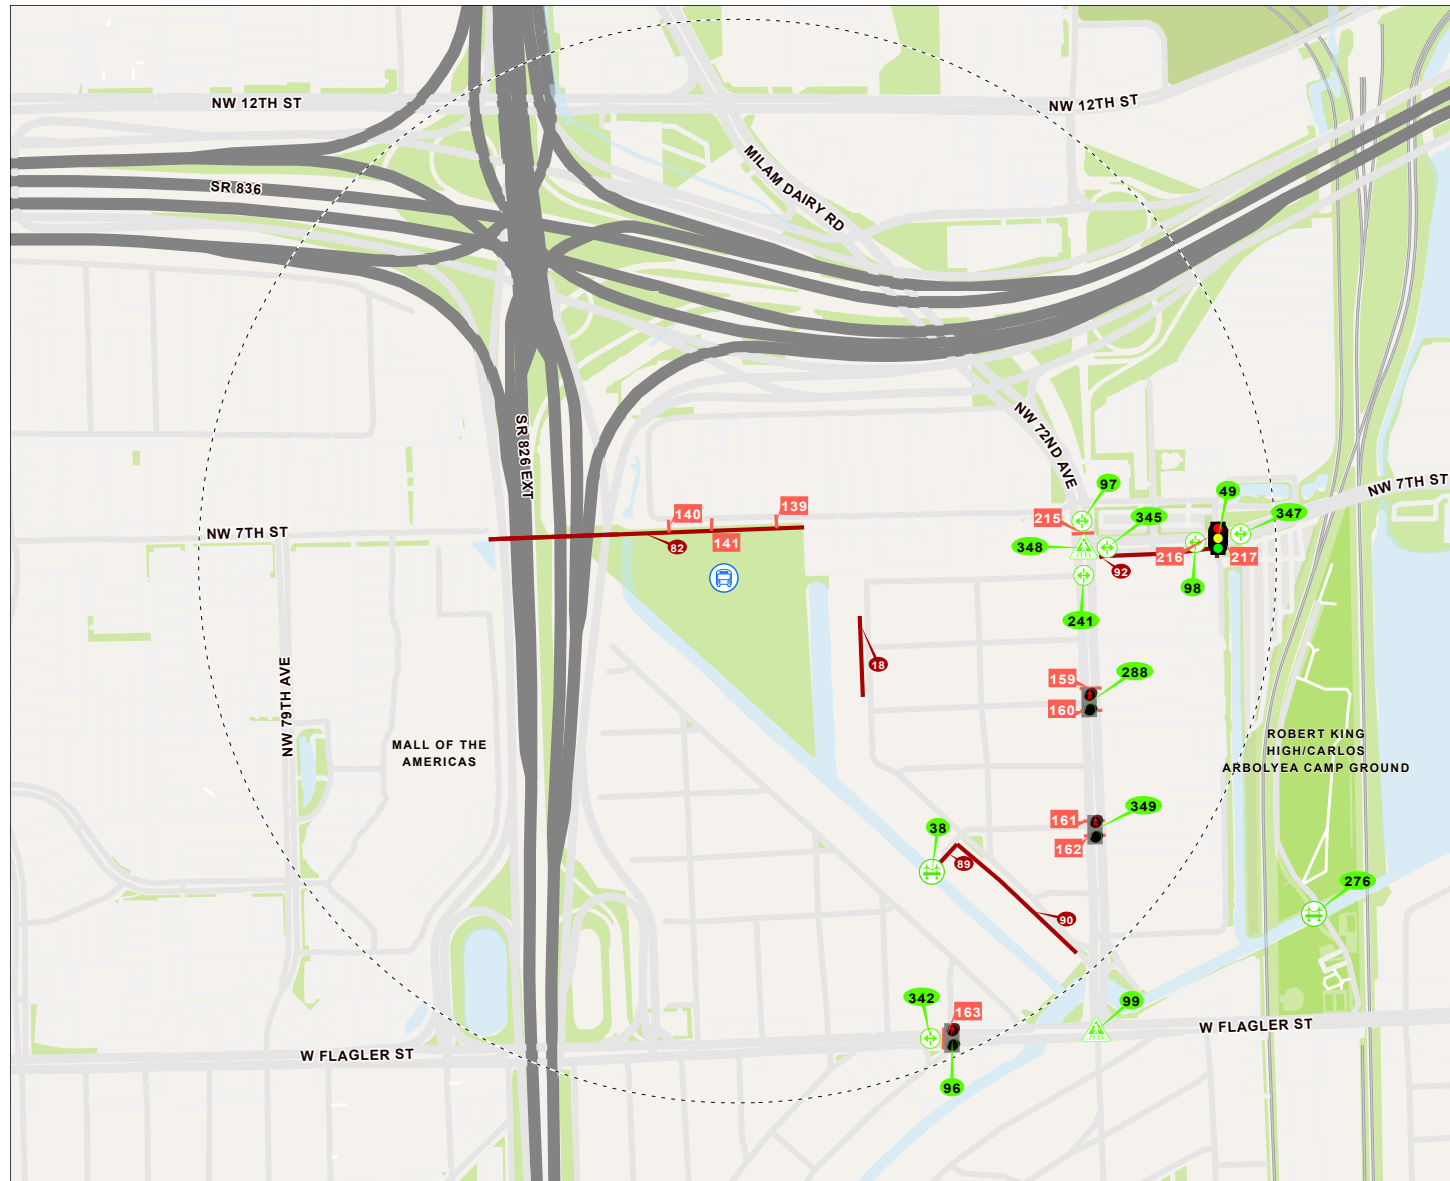 NW 12TH ST
NW 12TH ST
MILAM DAIRY RD
SR 836
NW 72ND AVE
SR 826 EXT
97
49
NW 7TH ST
140
139
215
345
347
NW 7TH ST
82
141
348
216
217
92
98
241
18
NW 79TH AVE
159
288
160
MALL OF THE
AMERICAS
ROBERT KING
HIGH/CARLOS
ARBOLYEA CAMP GROUND
161
349
162
38
89
276
90
342
163
99
W FLAGLER ST
W FLAGLER ST
96